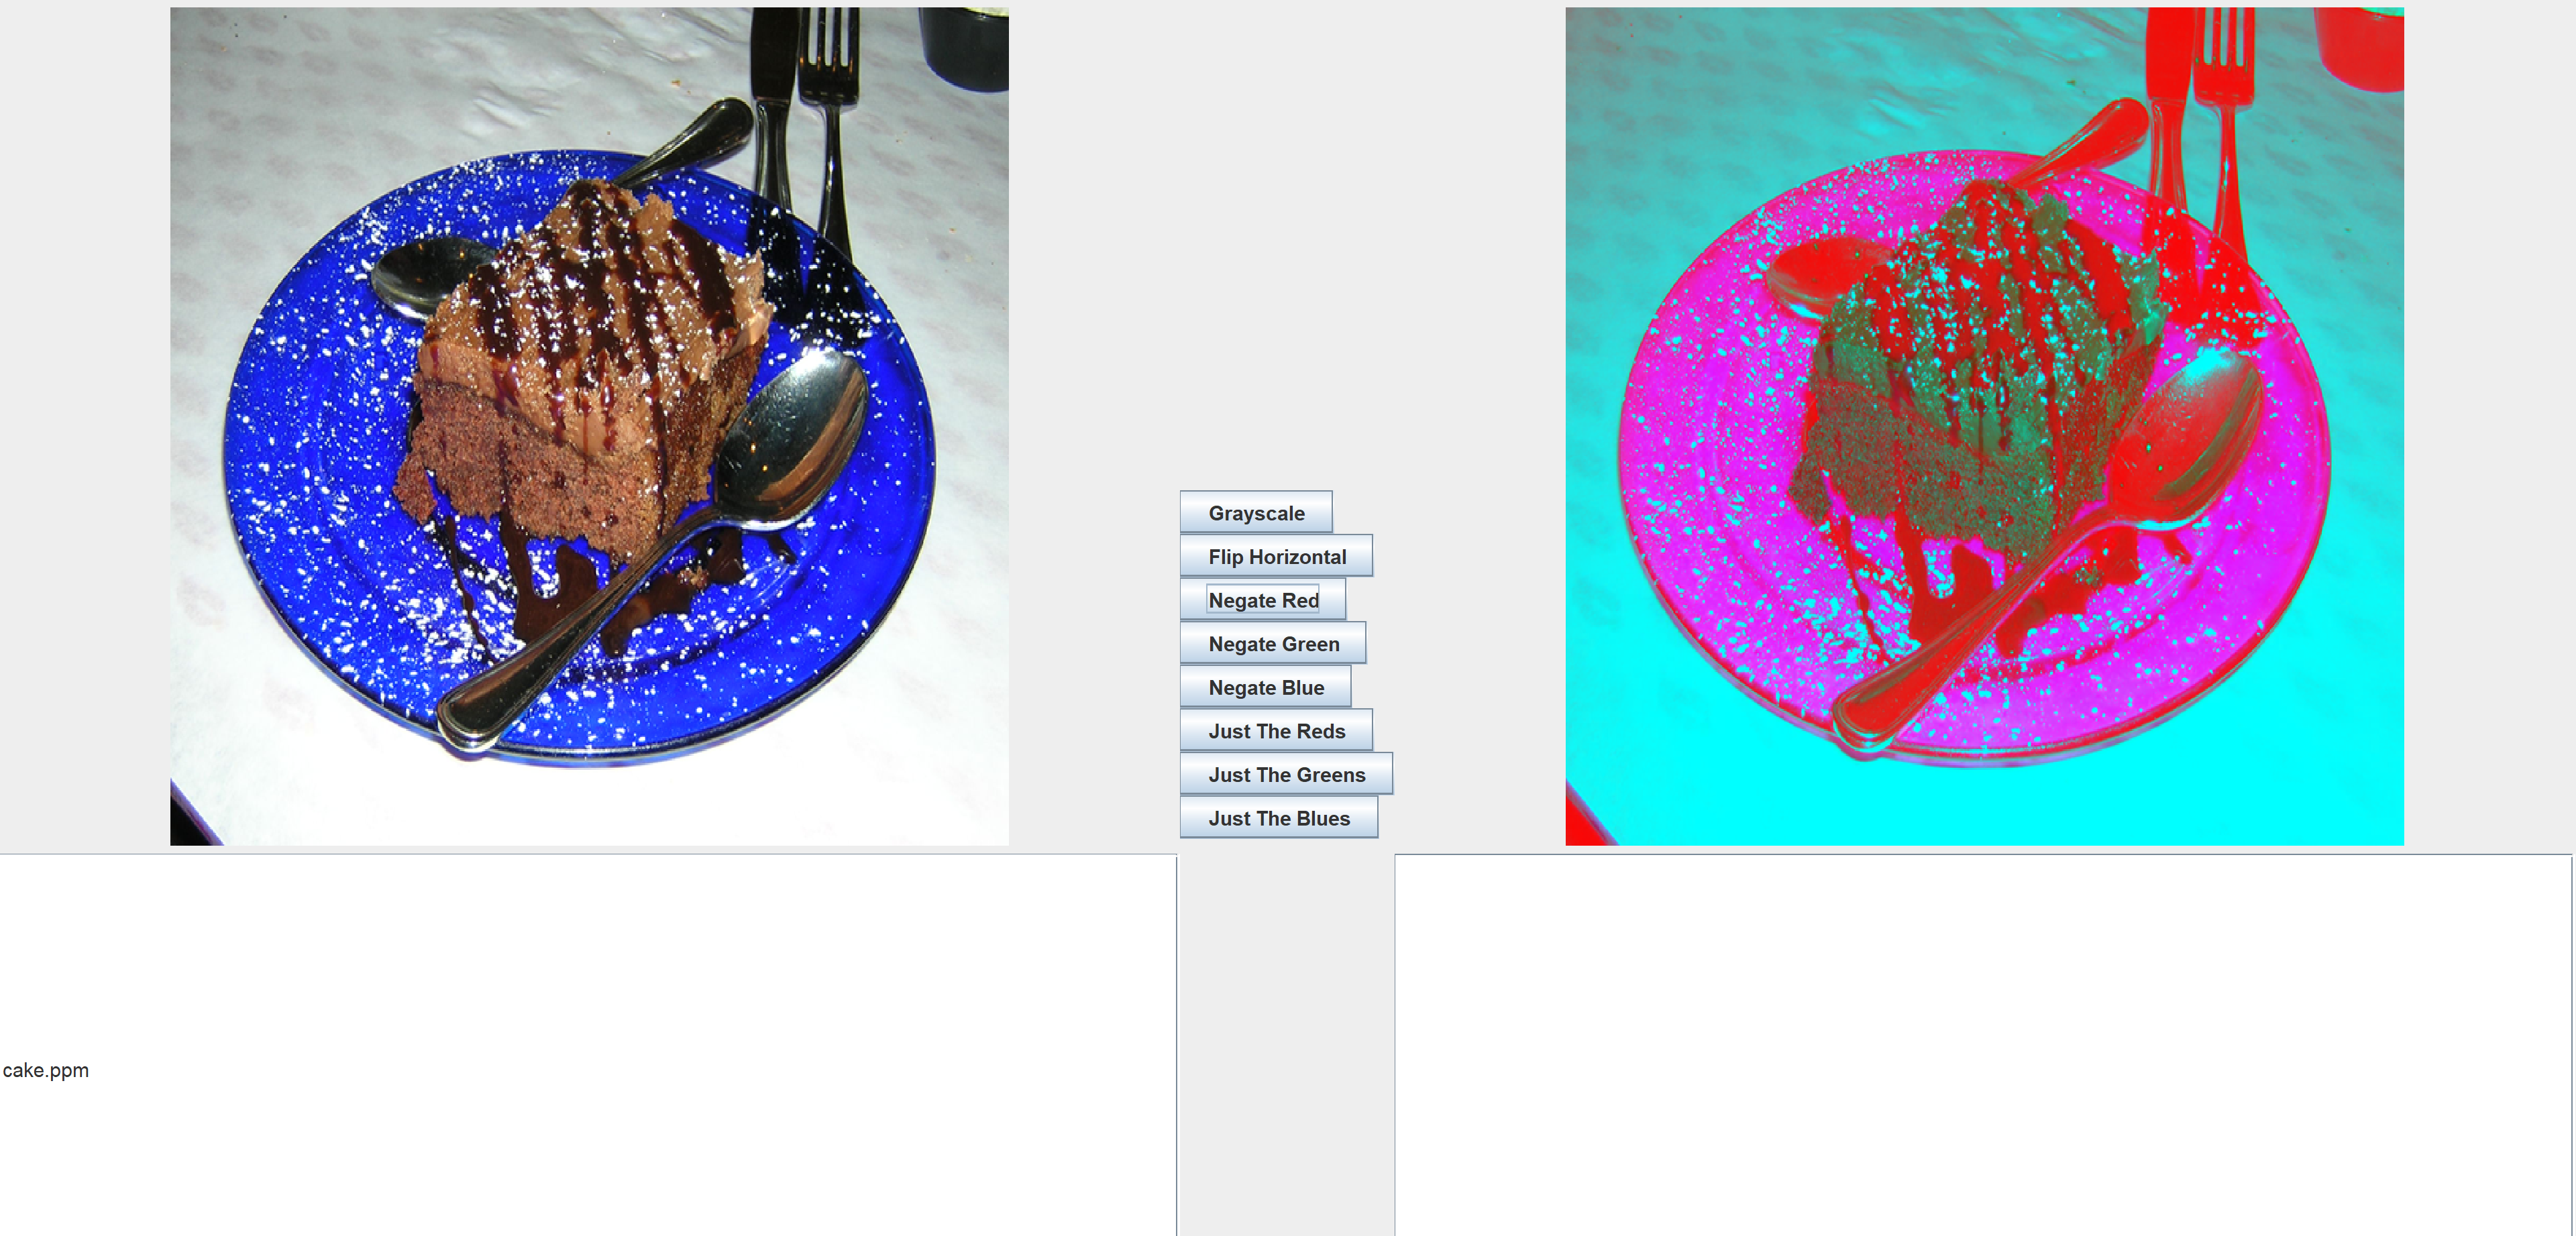 Grayscale
Flip Horizontal
Negate Red
Negate Green
Negate Blue
Just The Reds
Just The Greens
Just The Blues
cake.ppm